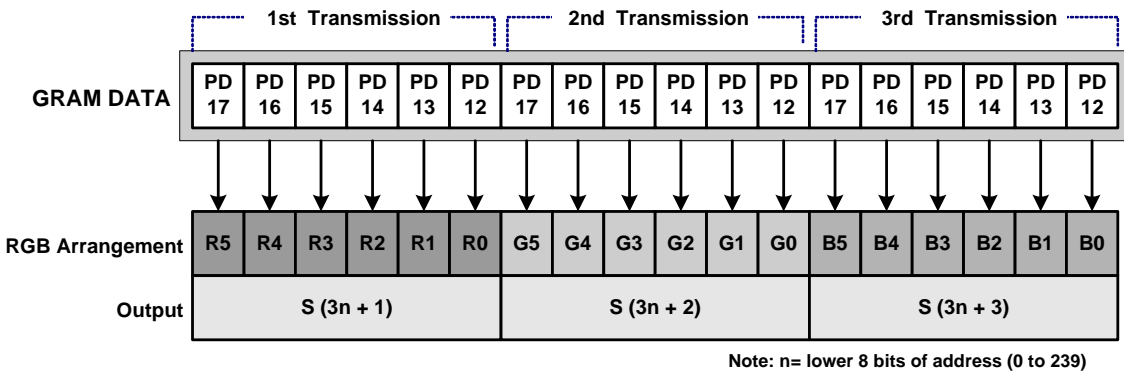 1st Transmission 2nd Transmission 3rd Transmission
GRAM DATA
PD 17 PD 16 PD 15 PD 14 PD 13 PD 12 PD 17 PD 16 PD 15 PD 14 PD 13 PD 12 PD 17 PD 16 PD 15 PD 14 PD 13 PD 12
RGB Arrangement R5 R4 R3 R2 R1 R0 G5 G4 G3 G2 G1 G0 B5 B4 B3 B2 B1 B0
Output S (3n + 1) S (3n + 2) S (3n + 3)
Note: n= lower 8 bits of address (0 to 239)